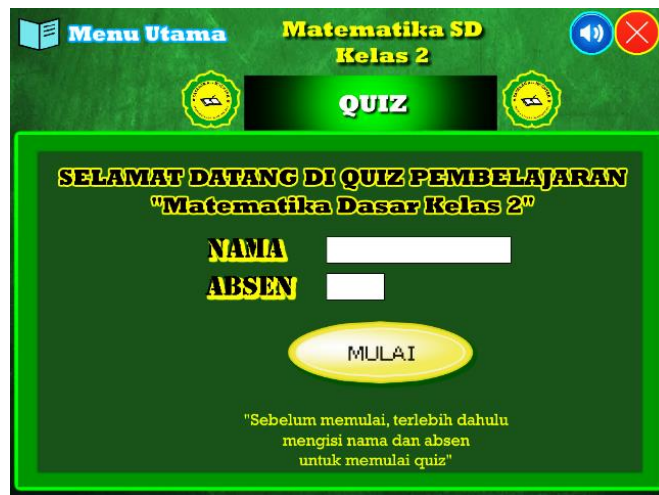 Menu Utama
Matematika SD
Kelas 2
QUIZ
SELAMAT DATANG DI QUIZ PEMBELAJARAN
"Matematika Dasar Kelas 2"
NAMA
ABSEN
MULAI
"Sebelum memulai, terlebih dahulu
mengisi nama dan absen
untuk memulai quiz"